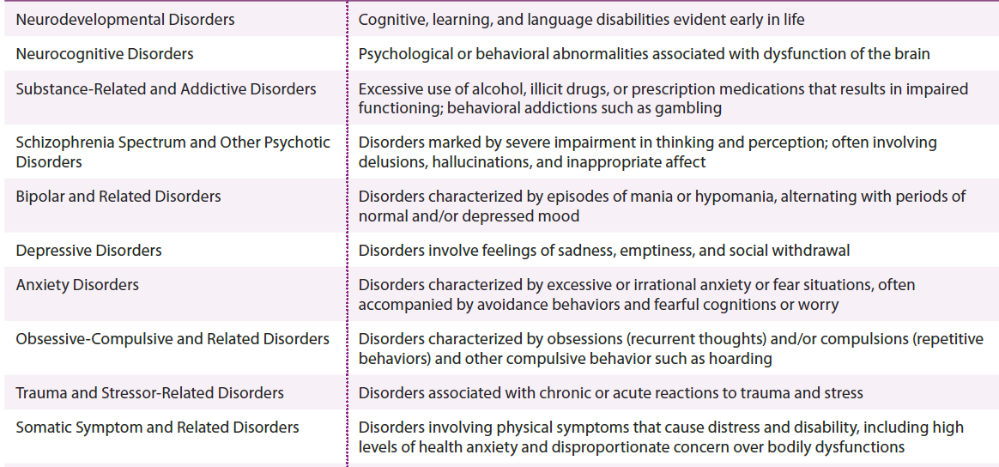 Neurodevelopmental Disorders
Cognitive, learning, and language disabilities evident early in life
Neurocognitive Disorders
Psychological or behavioral abnormalities associated with dysfunction of the brain
Substance-Related and Addictive Disorders
Excessive use of alcohol, illicit drugs, or prescription medications that results in impaired
functioning; behavioral addictions such as gambling
Schizophrenia Spectrum and Other Psychotic
Disorders
Disorders marked by severe impairment in thinking and perception; often involving
delusions, hallucinations, and inappropriate affect
Bipolar and Related Disorders
Disorders characterized by episodes of mania or hypomania, alternating with periods of
normal and/or depressed mood
Depressive Disorders
Disorders involve feelings of sadness, emptiness, and social withdrawal
Anxiety Disorders
Disorders characterized by excessive or irrational anxiety or fear situations, often
accompanied by avoidance behaviors and fearful cognitions or worry
Obsessive-Compulsive and Related Disorders
Disorders characterized by obsessions (recurrent thoughts) and/or compulsions (repetitive
behaviors) and other compulsive behavior such as hoarding
Trauma and Stressor-Related Disorders
Disorders associated with chronic or acute reactions to trauma and stress
Somatic Symptom and Related Disorders
Disorders involving physical symptoms that cause distress and disability, including high
levels of health anxiety and disproportionate concern over bodily dysfunctions